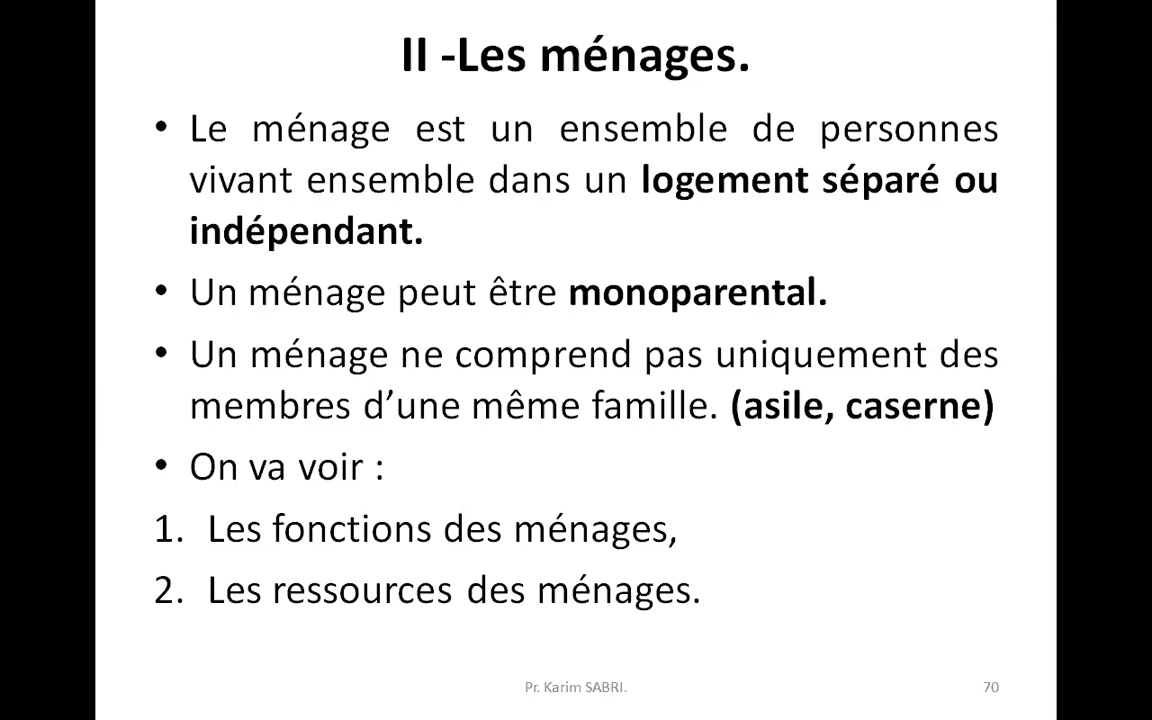 II -Les ménages.
• Le ménage est un ensemble de personnes
vivant ensemble dans un logement séparé ou
indépendant.
• Un ménage peut être monoparental.
• Un ménage ne comprend pas uniquement des
membres d’une même famille. (asile, caserne)
• On va voir :
1. Les fonctions des ménages,
2. Les ressources des ménages.
Pr. Karim SABRI.
70